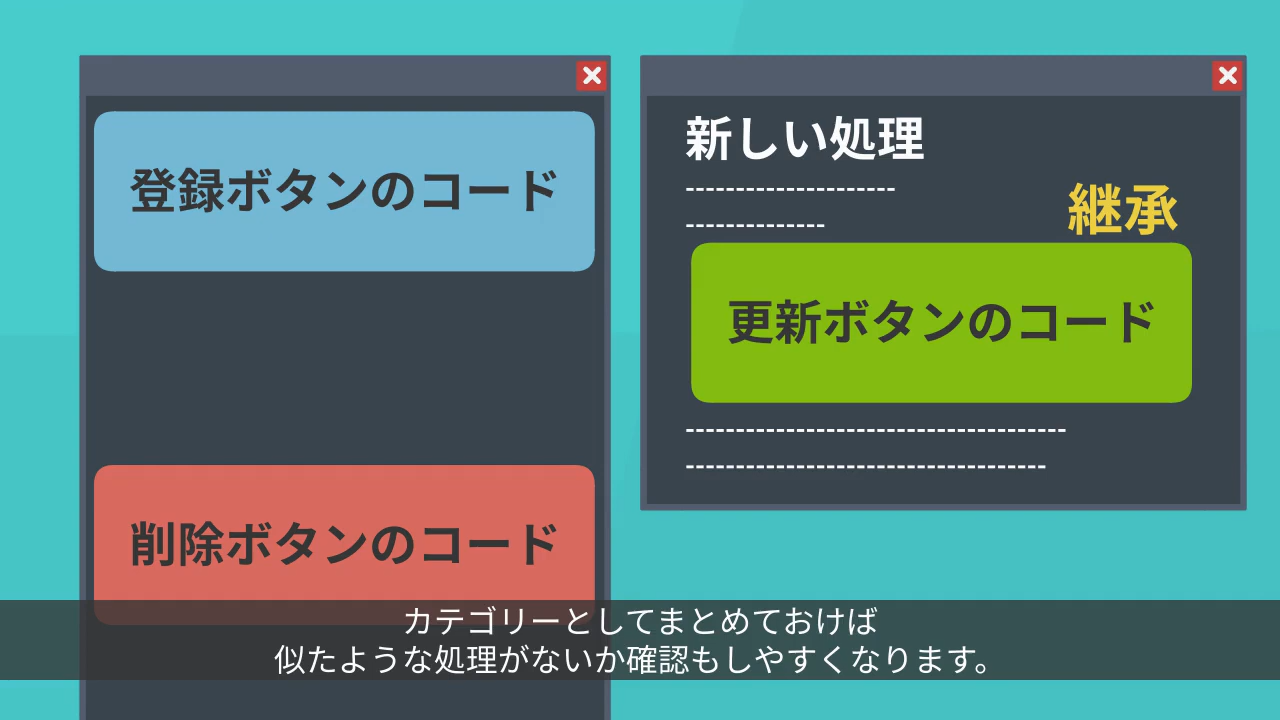 登録ボタンのコード
削除ボタンのコード
新しい処理
---------------------
--------------
継承
更新ボタンのコード
--------------------------------------
------------------------------------
カテゴリーとしてまとめておけば
似たような処理がないか確認もしやすくなります。